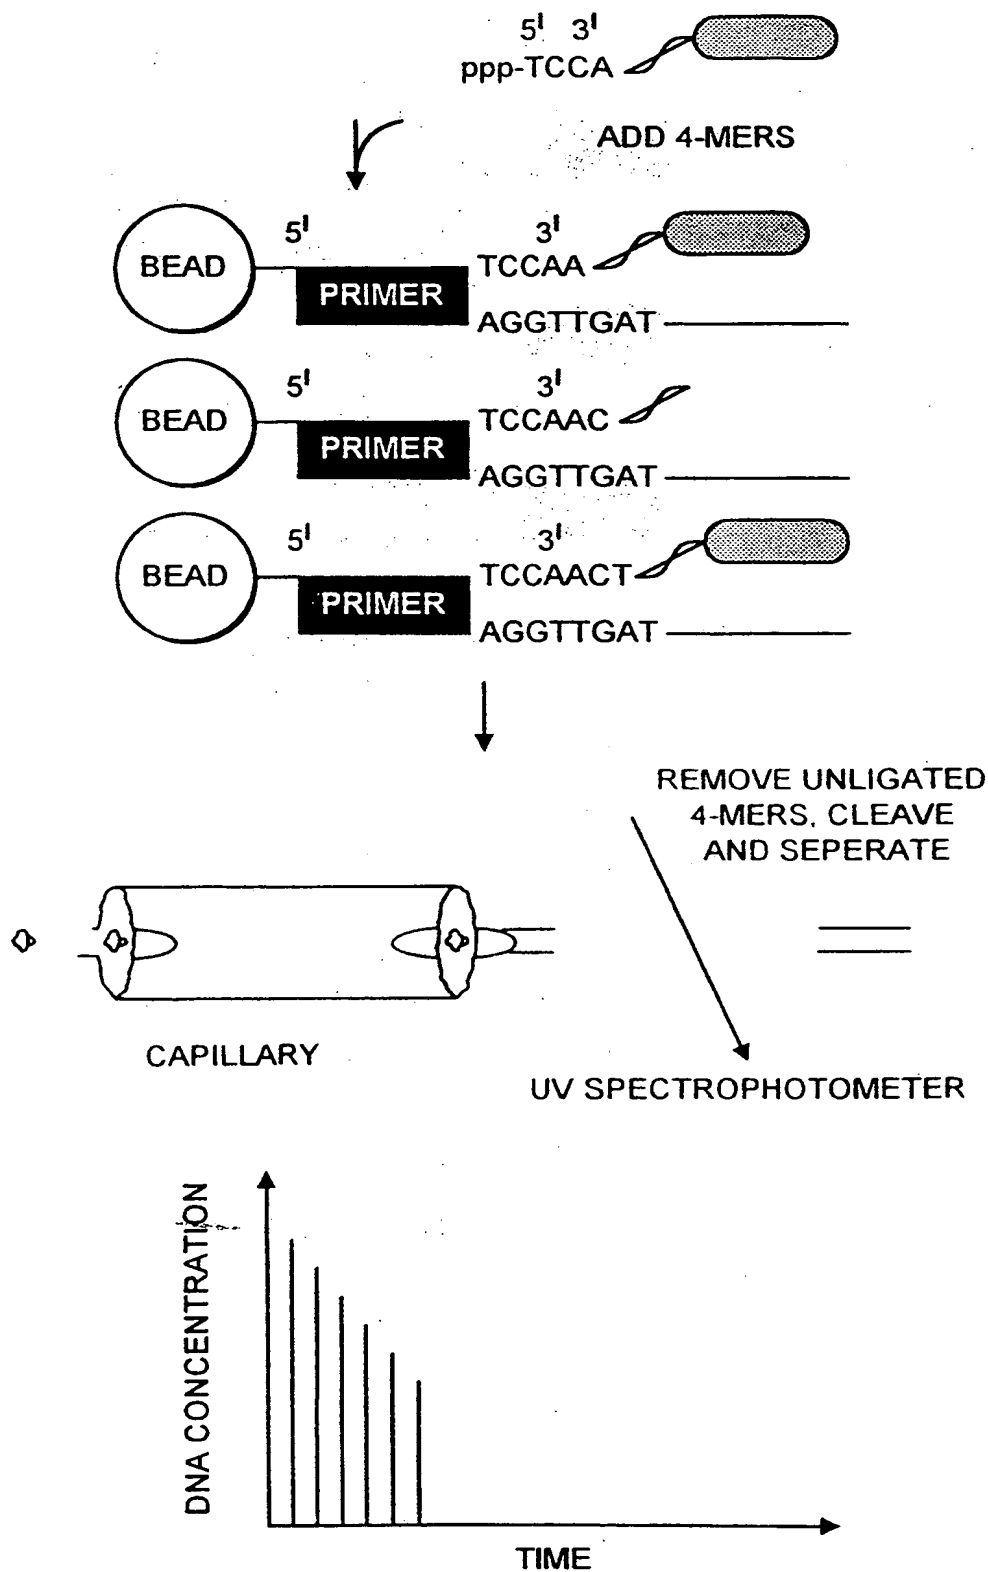 5' 3'
ppp-TCCA
ADD 4-MERS
5' 3'
BEAD
TCCAA
PRIMER
AGGTTGAT
5' 3'
BEAD
TCCAAC
PRIMER
AGGTTGAT
5' 3'
BEAD
TCCAACT
PRIMER
AGGTTGAT
REMOVE UNLIGATED
4-MERS, CLEAVE
AND SEPERATE
CAPILLARY
UV SPECTROPHOTOMETER
DNA CONCENTRATION
TIME